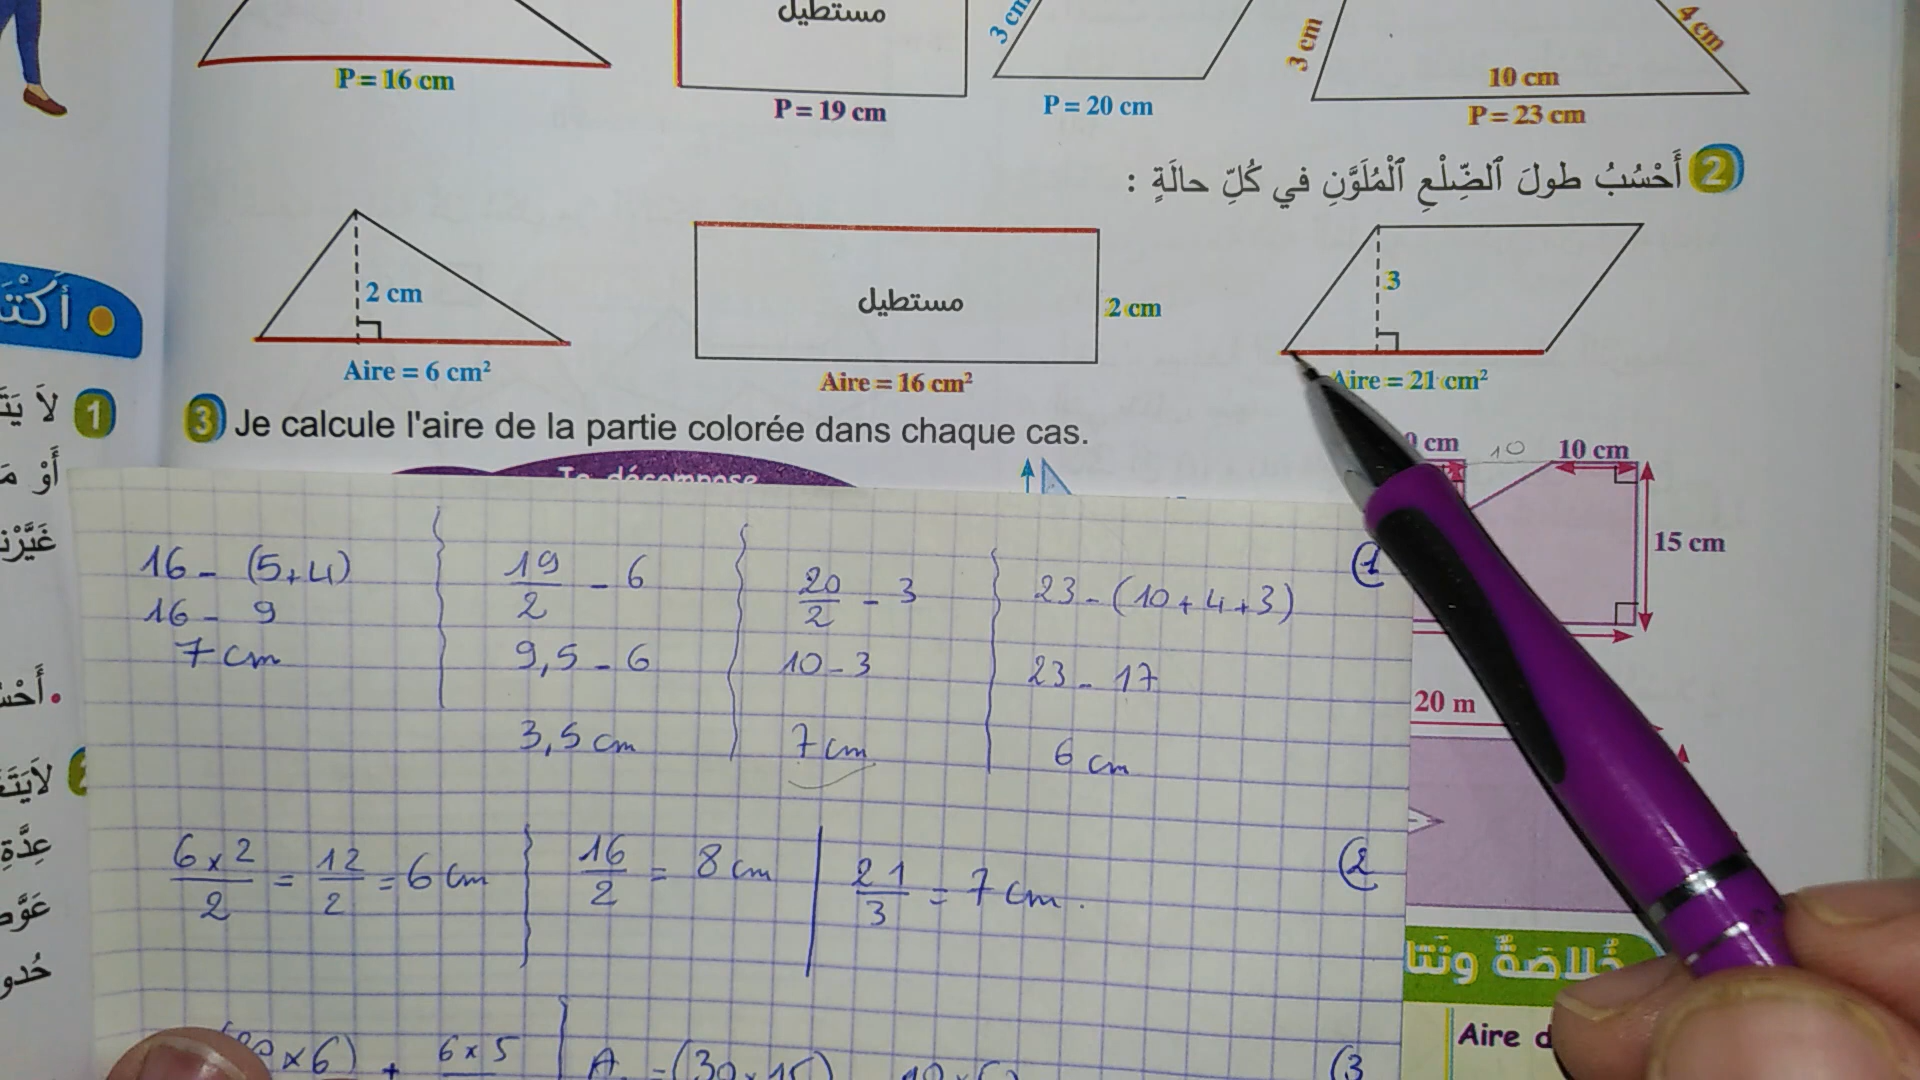 مستطيل
3 cm
3 cm
4 cm
10 cm
P = 16 cm
P = 19 cm
P = 20 cm
P = 23 cm
2 أَحْسُبُ طولَ ٱلضِّلْعِ ٱلْمُلَوَّنِ في كُلِّ حالَةٍ :
2 cm
مستطيل
2 cm
3
Aire = 6 cm²
Aire = 16 cm²
Aire = 21 cm²
3 Je calcule l'aire de la partie colorée dans chaque cas.
cm
10
10 cm
15 cm
20 m
1
أَوْ
عِدَّةِ
(1
16 - (5+4)
16 - 9
7 cm
19/2 - 6
9,5 - 6
3,5 cm
20/2 - 3
10 - 3
7 cm
23 - (10+4+3)
23 - 17
6 cm
(2
6x2/2 = 12/2 = 6 cm
16/2 = 8 cm
21/3 = 7 cm.
x6) + 6x5
A = (30x15)
(3
خُلاصَةٌ
Aire d